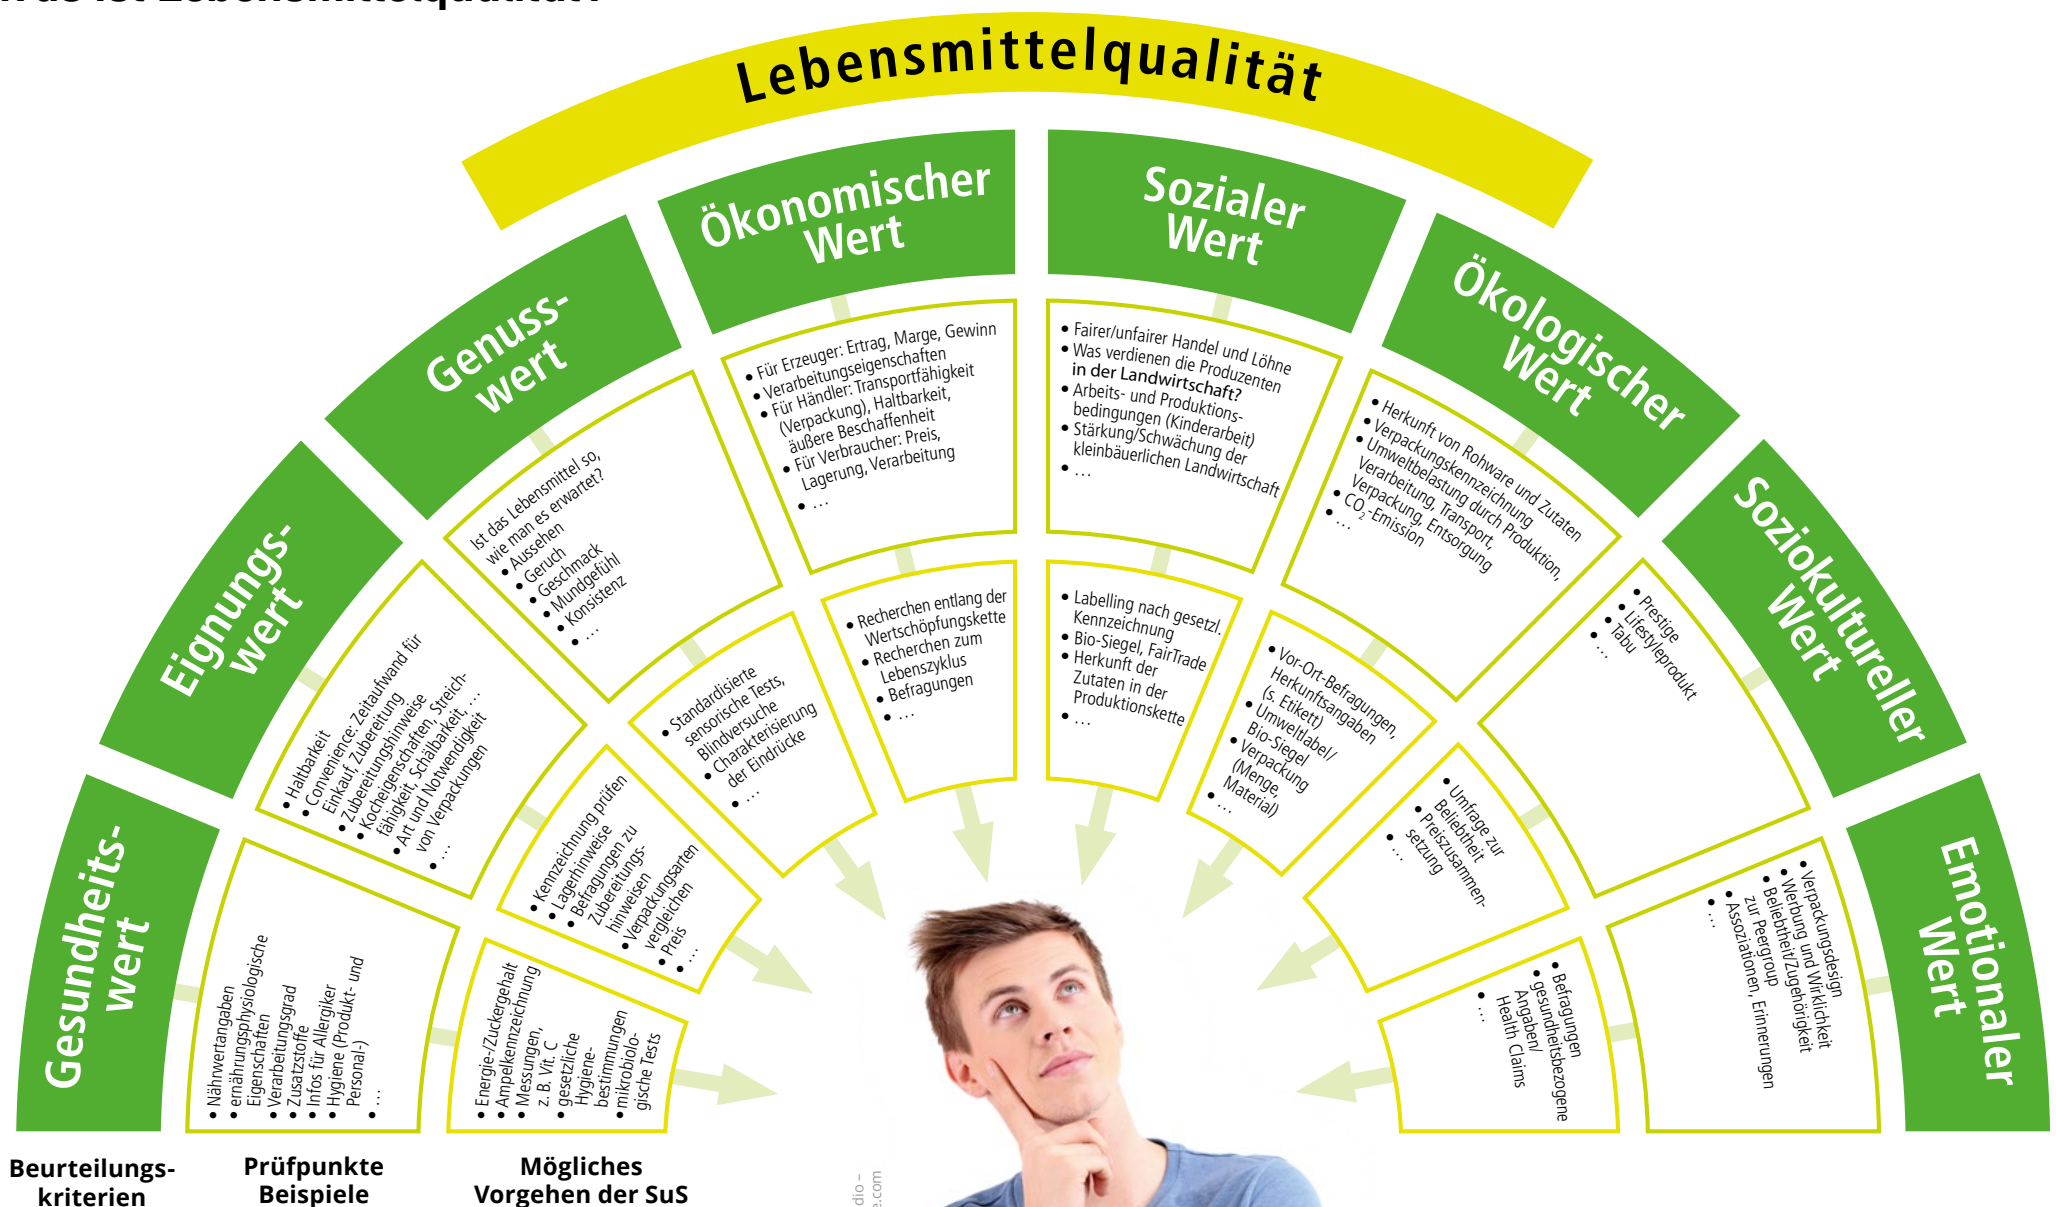 Was ist Lebensmittelqualität?
Lebensmittelqualität
Gesundheits-
wert
• Nährwertangaben
• ernährungsphysiologische
Eigenschaften
• Verarbeitungsgrad
• Zusatzstoffe
• Infos für Allergiker
• Hygiene (Produkt- und
Personal-)
• …
• Energie-/Zuckergehalt
• Ampelkennzeichnung
• Messungen,
z. B. Vit. C
• gesetzliche
Hygiene-
bestimmungen
• mikrobiolo-
gische Tests
Eignungs-
wert
• Haltbarkeit
• Convenience: Zeitaufwand für
Einkauf, Zubereitung
• Zubereitungshinweise
• Kocheigenschaften, Streich-
fähigkeit, Schälbarkeit, …
• Art und Notwendigkeit
von Verpackungen
• …
• Kennzeichnung prüfen
• Lagerhinweise
• Befragungen zu
Zubereitungs-
hinweisen
• Verpackungsarten
vergleichen
• Preis
• …
Genuss-
wert
Ist das Lebensmittel so,
wie man es erwartet?
• Aussehen
• Geruch
• Geschmack
• Mundgefühl
• Konsistenz
• …
• Standardisierte
sensorische Tests,
Blindversuche
• Charakterisierung
der Eindrücke
• …
Ökonomischer
Wert
• Für Erzeuger: Ertrag, Marge, Gewinn
• Verarbeitungseigenschaften
• Für Händler: Transportfähigkeit
(Verpackung), Haltbarkeit,
äußere Beschaffenheit
• Für Verbraucher: Preis,
Lagerung, Verarbeitung
• …
• Recherchen entlang der
Wertschöpfungskette
• Recherchen zum
Lebenszyklus
• Befragungen
• …
Sozialer
Wert
• Fairer/unfairer Handel und Löhne
• Was verdienen die Produzenten
in der Landwirtschaft?
• Arbeits- und Produktions-
bedingungen (Kinderarbeit)
• Stärkung/Schwächung der
kleinbäuerlichen Landwirtschaft
• …
• Labelling nach gesetzl.
Kennzeichnung
• Bio-Siegel, FairTrade
• Herkunft der
Zutaten in der
Produktionskette
• …
Ökologischer
Wert
• Herkunft von Rohware und Zutaten
• Verpackungskennzeichnung
• Umweltbelastung durch Produktion,
Verarbeitung, Transport,
Verpackung, Entsorgung
• CO₂-Emission
• …
• Vor-Ort-Befragungen,
Herkunftsangaben
(s. Etikett)
• Umweltlabel/
Bio-Siegel
• Verpackung
(Menge,
Material)
• …
Soziokultureller
Wert
• Prestige
• Lifestyleprodukt
• Tabu
• …
• Umfrage zur
Beliebtheit
• Preiszusammen-
setzung
• …
Emotionaler
Wert
• Verpackungsdesign
• Werbung und Wirklichkeit
• Beliebtheit/Zugehörigkeit
zur Peergroup
• Assoziationen, Erinnerungen
• …
• Befragungen
• gesundheitsbezogene
Angaben/
Health Claims
• …
Beurteilungs-
kriterien
Prüfpunkte
Beispiele
Mögliches
Vorgehen der SuS
dio –
e.com